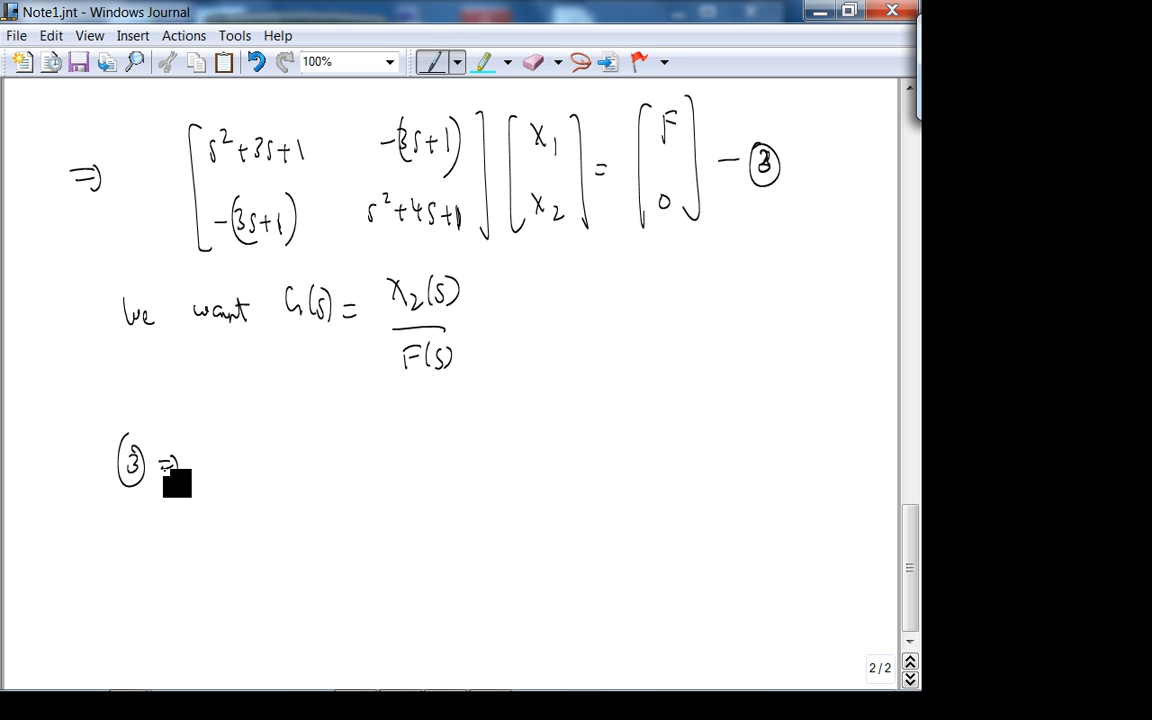 Note1.jnt - Windows Journal
File Edit View Insert Actions Tools Help
100%
⇒ [ s²+3s+1 -(3s+1) ] [ X₁ ] = [ F ] - ③
[ -(3s+1) s²+4s+1 ] [ X₂ ] [ 0 ]
We want G(s) = X₂(s)
F(s)
③ ⇒
2 / 2